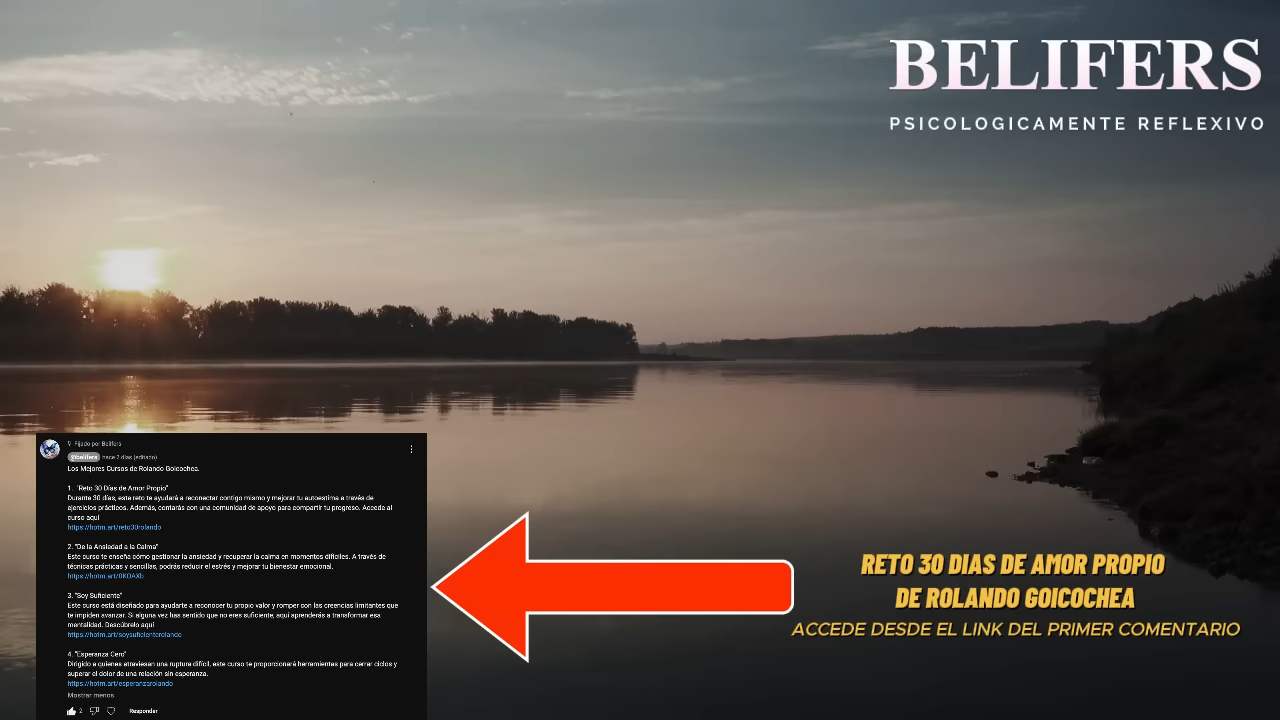 BELIFERS
PSICOLOGICAMENTE REFLEXIVO
Fijado por Belifers
@belifers hace 2 días (editado)
Los Mejores Cursos de Rolando Goicochea.
1. "Reto 30 Días de Amor Propio"
Durante 30 días, este reto te ayudará a reconectar contigo mismo y mejorar tu autoestima a través de
ejercicios prácticos. Además, contarás con una comunidad de apoyo para compartir tu progreso. Accede al
curso aquí
https://hotm.art/reto30rolando
2. "De la Ansiedad a la Calma"
Este curso te enseña cómo gestionar la ansiedad y recuperar la calma en momentos difíciles. A través de
técnicas prácticas y sencillas, podrás reducir el estrés y mejorar tu bienestar emocional.
https://hotm.art/0KOAXb
3. "Soy Suficiente"
Este curso está diseñado para ayudarte a reconocer tu propio valor y romper con las creencias limitantes que
te impiden avanzar. Si alguna vez has sentido que no eres suficiente, aquí aprenderás a transformar esa
mentalidad. Descúbrelo aquí
https://hotm.art/soysuficienterolando
4. "Esperanza Cero"
Dirigido a quienes atraviesan una ruptura difícil, este curso te proporcionará herramientas para cerrar ciclos y
superar el dolor de una relación sin esperanza.
https://hotm.art/esperanzarolando
Mostrar menos
2 Responder
RETO 30 DIAS DE AMOR PROPIO
DE ROLANDO GOICOCHEA
ACCEDE DESDE EL LINK DEL PRIMER COMENTARIO